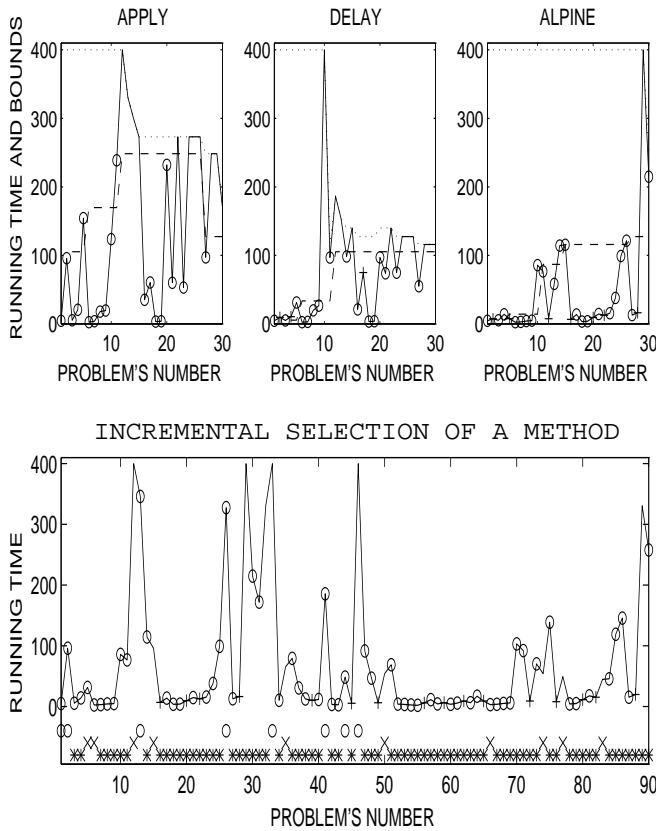 APPLY DELAY ALPINE
RUNNING TIME AND BOUNDS
400 400 400
300 300 300
200 200 200
100 100 100
0 0 0
10 20 30 10 20 30 10 20 30
PROBLEM'S NUMBER PROBLEM'S NUMBER PROBLEM'S NUMBER
INCREMENTAL SELECTION OF A METHOD
RUNNING TIME
400
300
200
100
0
10 20 30 40 50 60 70 80 90
PROBLEM'S NUMBER